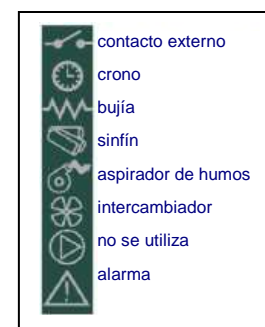 contacto externo
crono
bujía
sinfín
aspirador de humos
intercambiador
no se utiliza
alarma